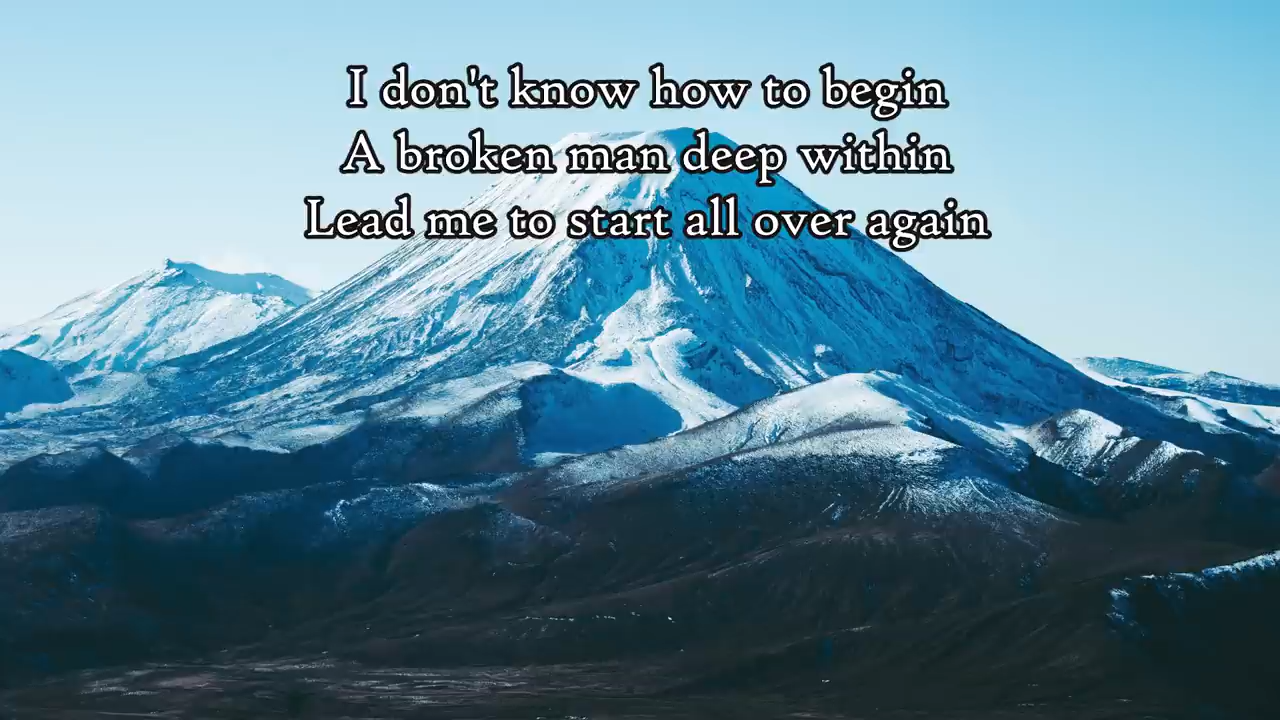 I don't know how to begin
A broken man deep within
Lead me to start all over again